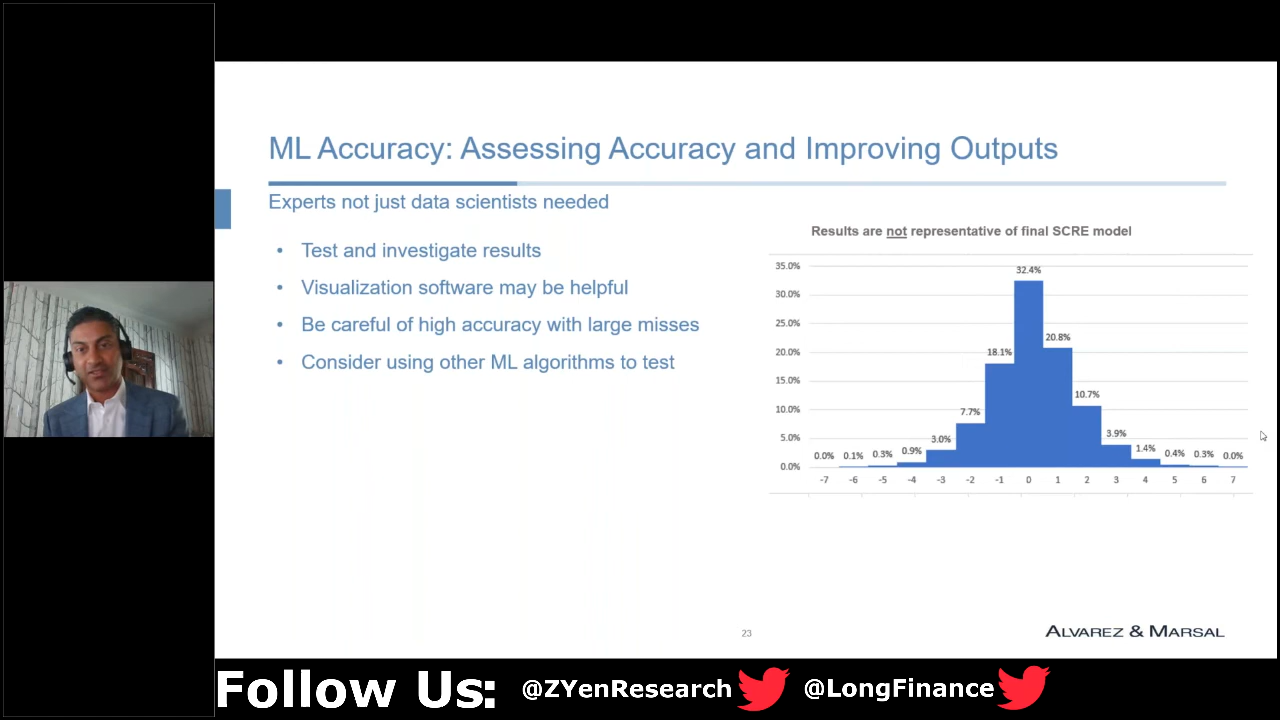 ML Accuracy: Assessing Accuracy and Improving Outputs
Experts not just data scientists needed
• Test and investigate results
• Visualization software may be helpful
• Be careful of high accuracy with large misses
• Consider using other ML algorithms to test
Results are not representative of final SCRE model
35.0%
30.0%
25.0%
20.0%
15.0%
10.0%
5.0%
0.0%
0.0% 0.1% 0.3% 0.9% 3.0% 7.7% 18.1% 32.4% 20.8% 10.7% 3.9% 1.4% 0.4% 0.3% 0.0%
-7 -6 -5 -4 -3 -2 -1 0 1 2 3 4 5 6 7
23
ALVAREZ & MARSAL
Follow Us: @ZYenResearch @LongFinance